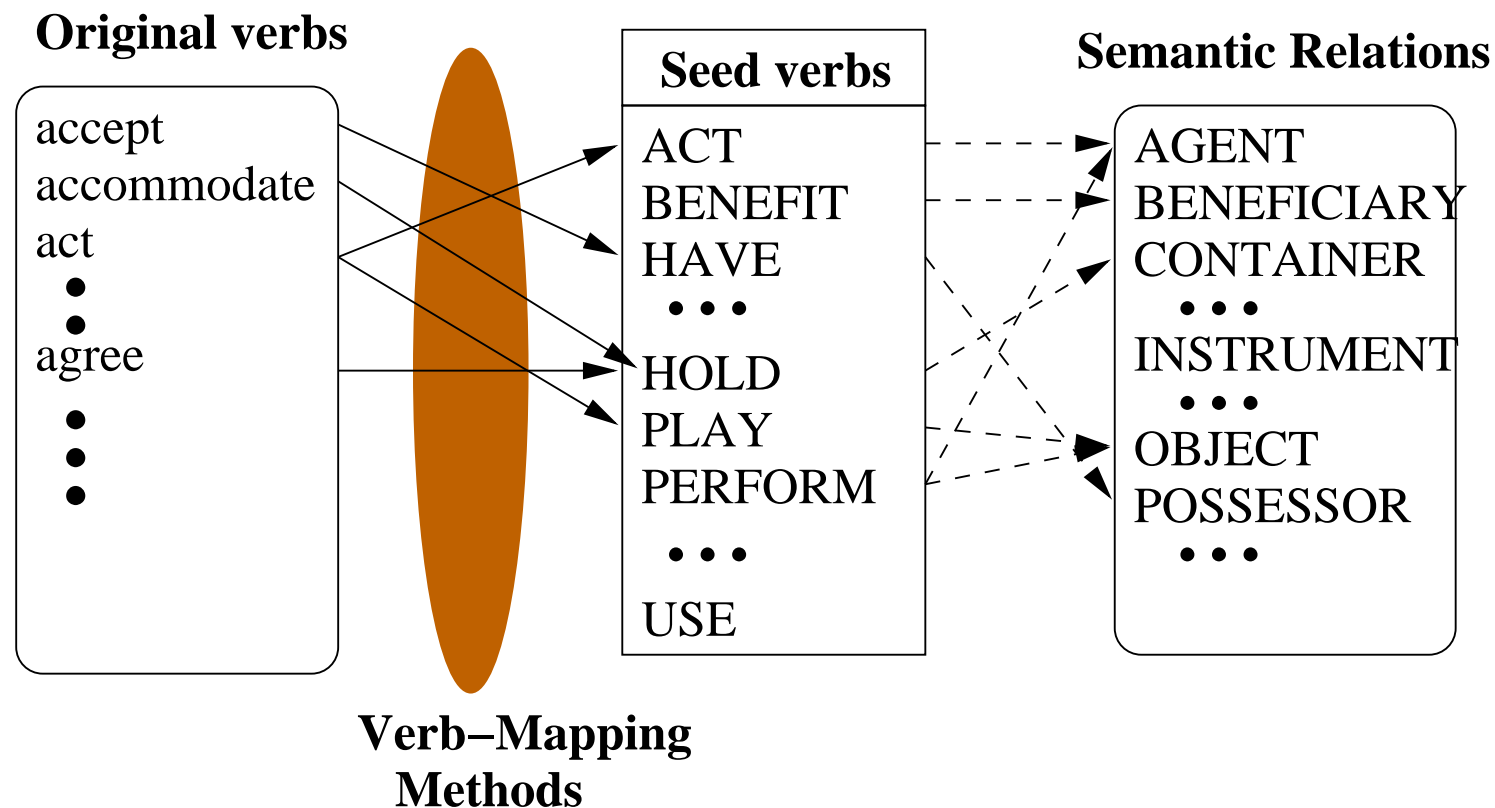 Original verbs
accept
accommodate
act
agree
Verb−Mapping
Methods
Seed verbs
ACT
BENEFIT
HAVE
HOLD
PLAY
PERFORM
USE
Semantic Relations
AGENT
BENEFICIARY
CONTAINER
INSTRUMENT
OBJECT
POSSESSOR